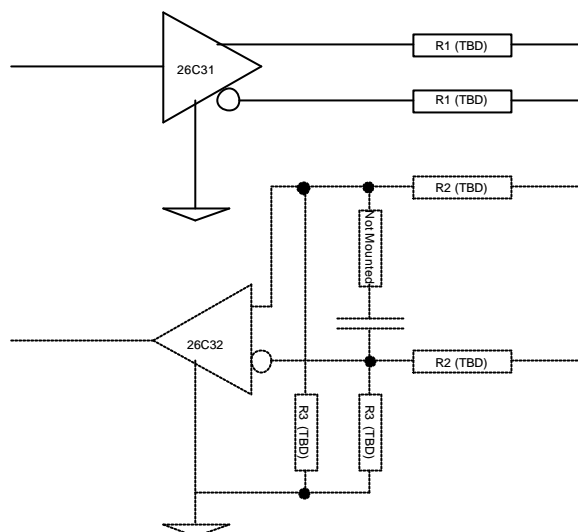 R1 (TBD)
26C31
R1 (TBD)
R2 (TBD)
Not Mounted
26C32
R2 (TBD)
R3 (TBD)
R3 (TBD)